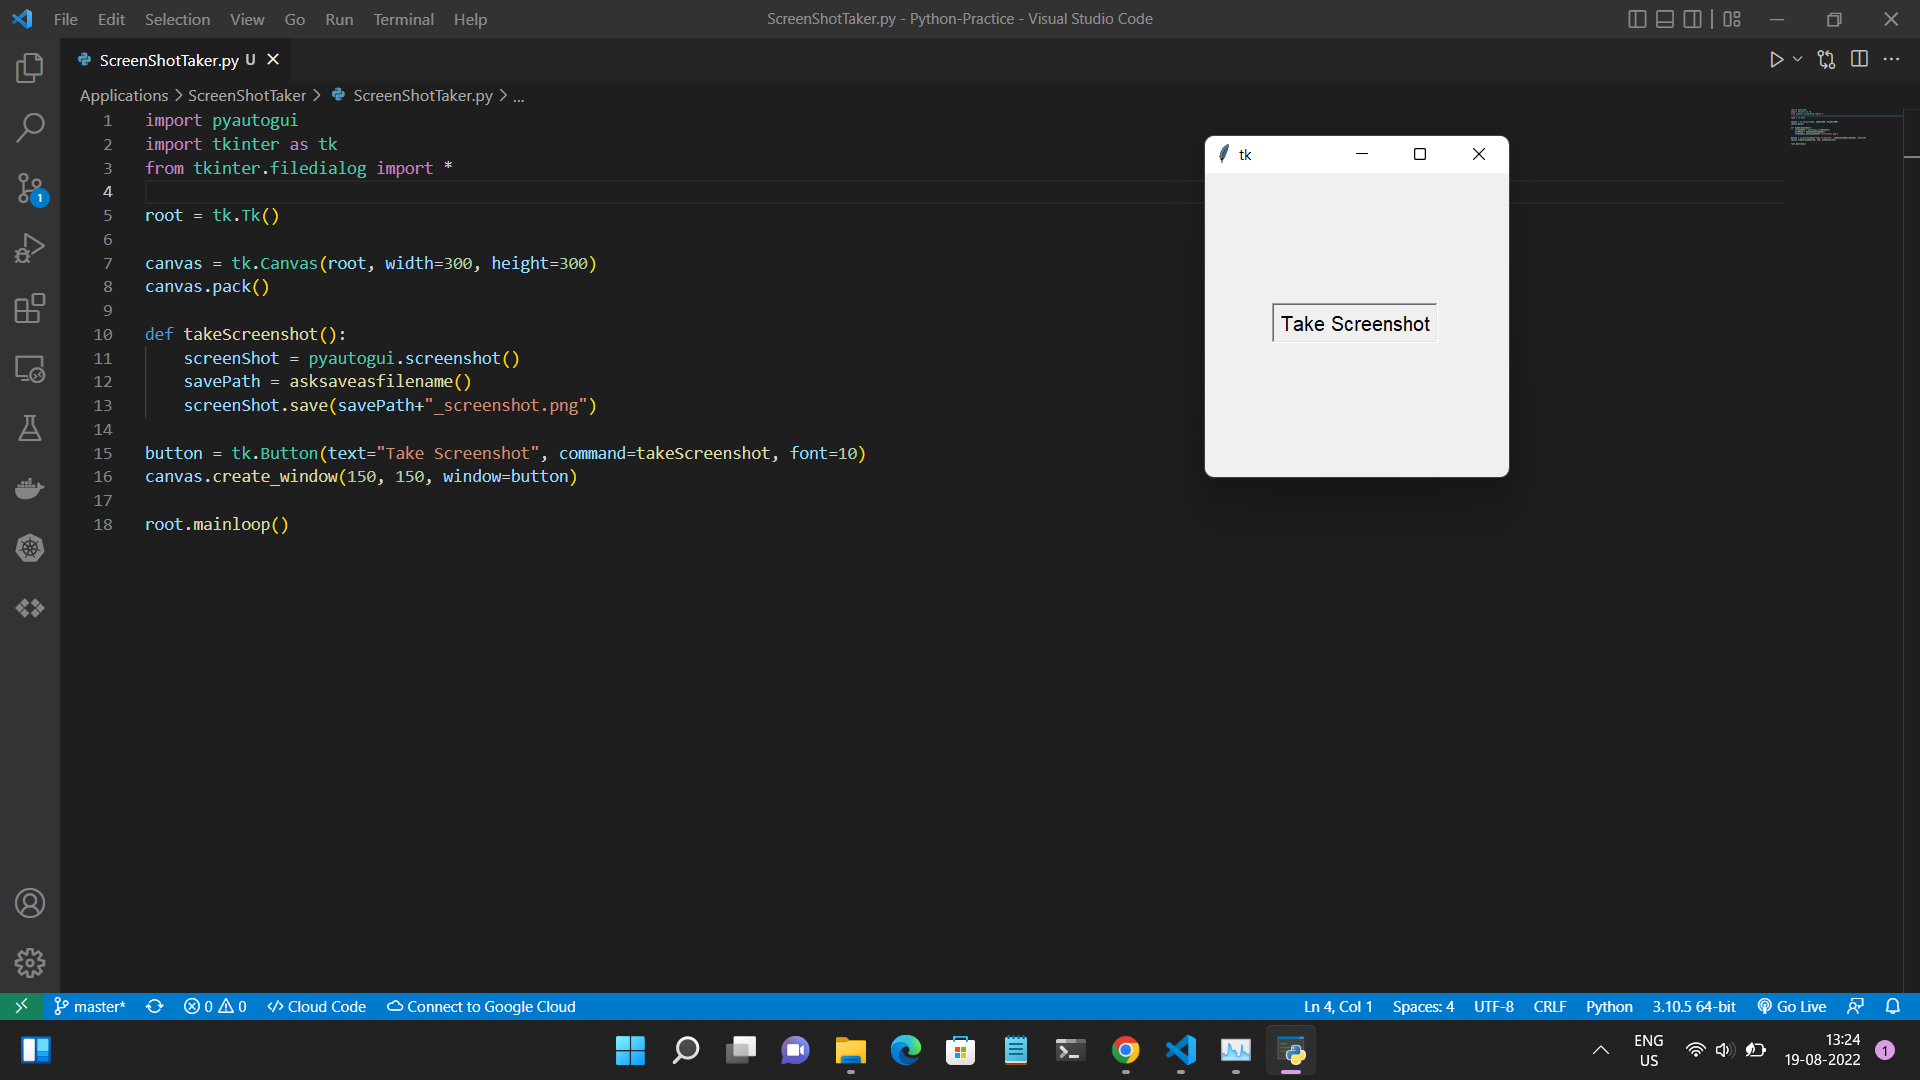 File Edit Selection View Go Run Terminal Help
ScreenShotTaker.py - Python-Practice - Visual Studio Code
ScreenShotTaker.py U
Applications > ScreenShotTaker > ScreenShotTaker.py > ...
1 import pyautogui
2 import tkinter as tk
3 from tkinter.filedialog import *
4
5 root = tk.Tk()
6
7 canvas = tk.Canvas(root, width=300, height=300)
8 canvas.pack()
9
10 def takeScreenshot():
11 screenShot = pyautogui.screenshot()
12 savePath = asksaveasfilename()
13 screenShot.save(savePath+"_screenshot.png")
14
15 button = tk.Button(text="Take Screenshot", command=takeScreenshot, font=10)
16 canvas.create_window(150, 150, window=button)
17
18 root.mainloop()
tk
Take Screenshot
1
master* 0 0 Cloud Code Connect to Google Cloud
Ln 4, Col 1 Spaces: 4 UTF-8 CRLF Python 3.10.5 64-bit Go Live
ENG
US
13:24
19-08-2022
1